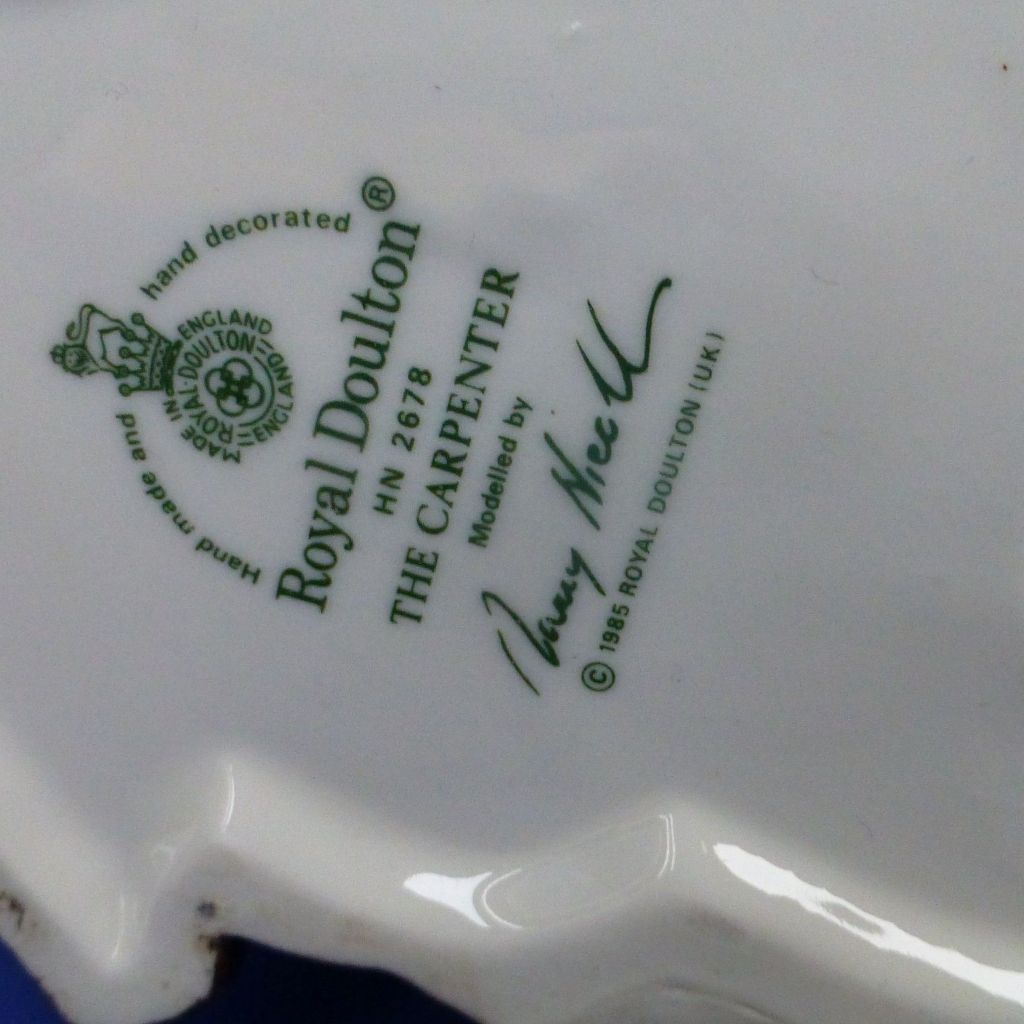 Hand made and hand decorated
MADE IN ENGLAND
ROYAL·DOULTON
ENGLAND
Royal Doulton®
HN 2678
THE CARPENTER
Modelled by
© 1985 ROYAL DOULTON (UK)